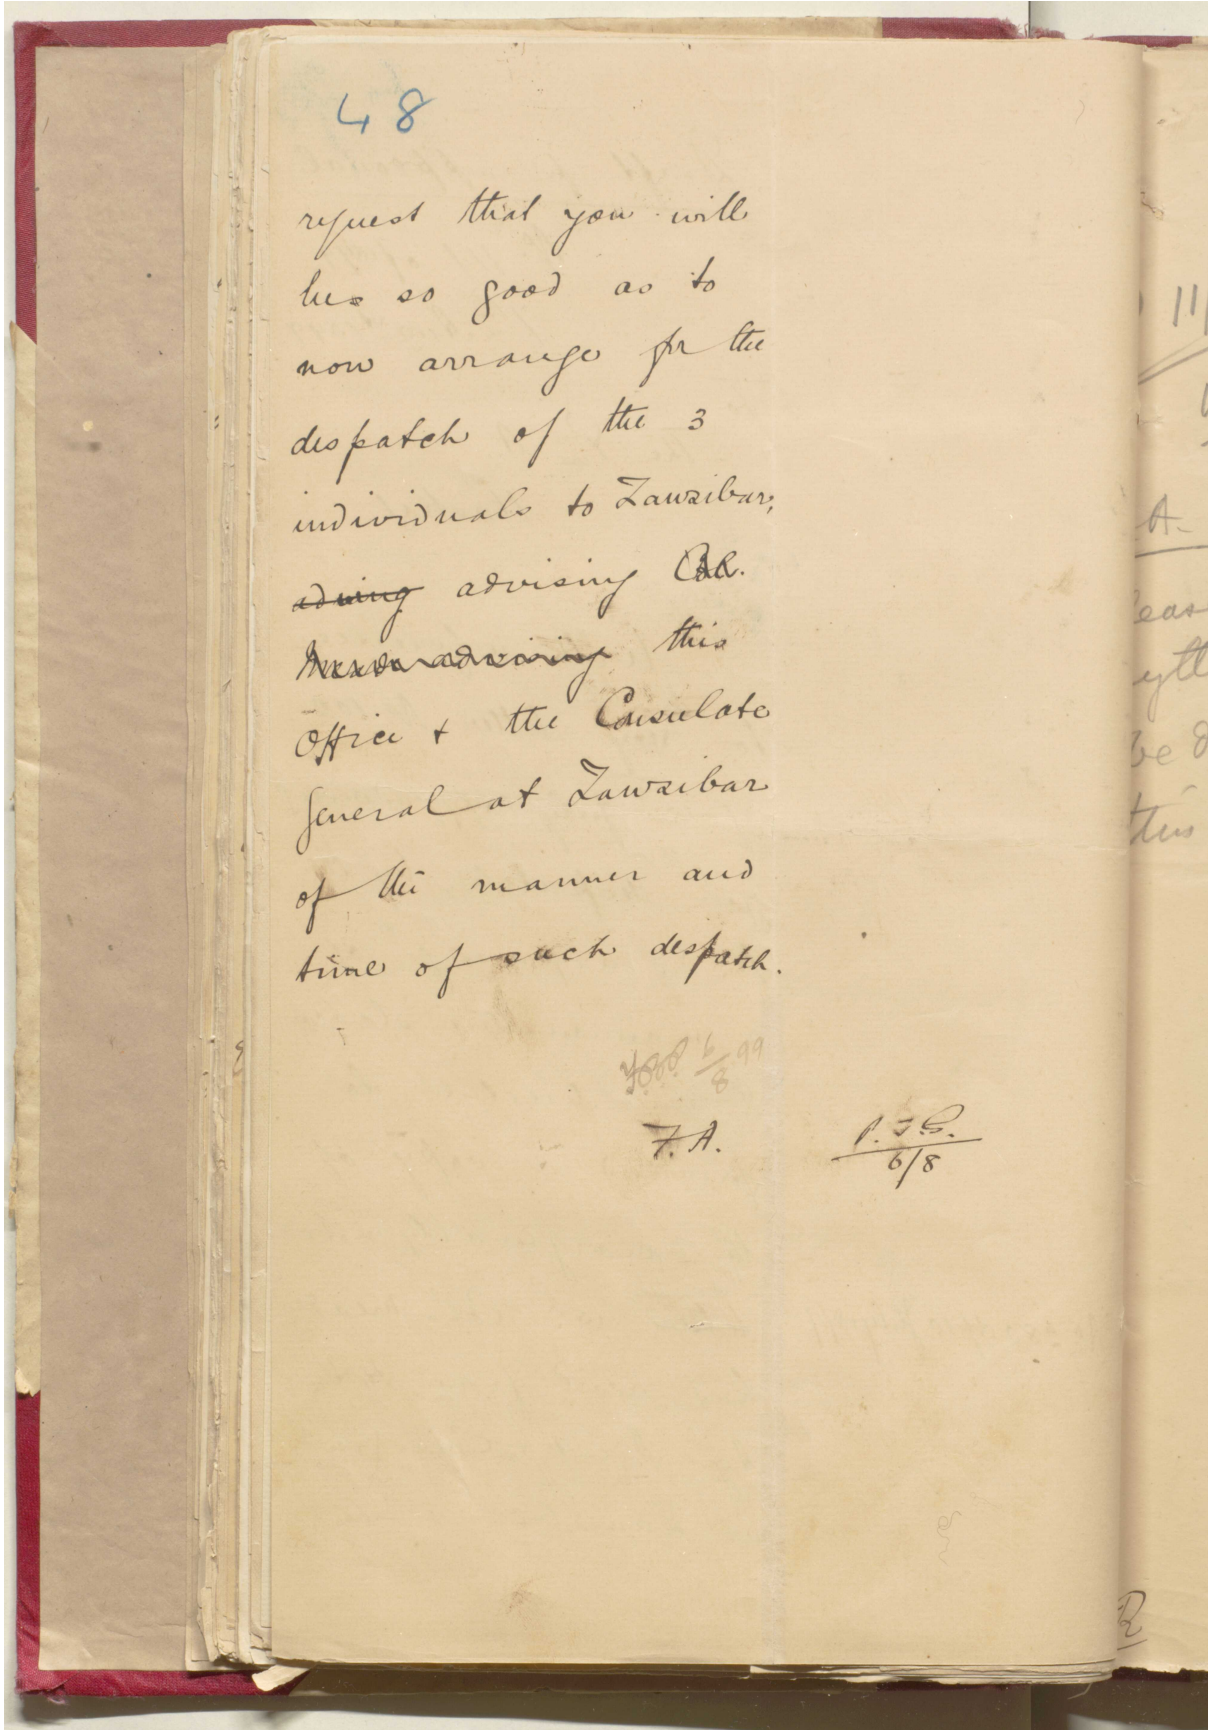 48
request that you will
be so good as to
now arrange for the
despatch of the 3
individuals to Zanzibar,
advising
advising this
Office & the Consulate
General at Zanzibar
of the manner and
time of such despatch.
6/8 99
F.A.
P. Z. C.
6/8